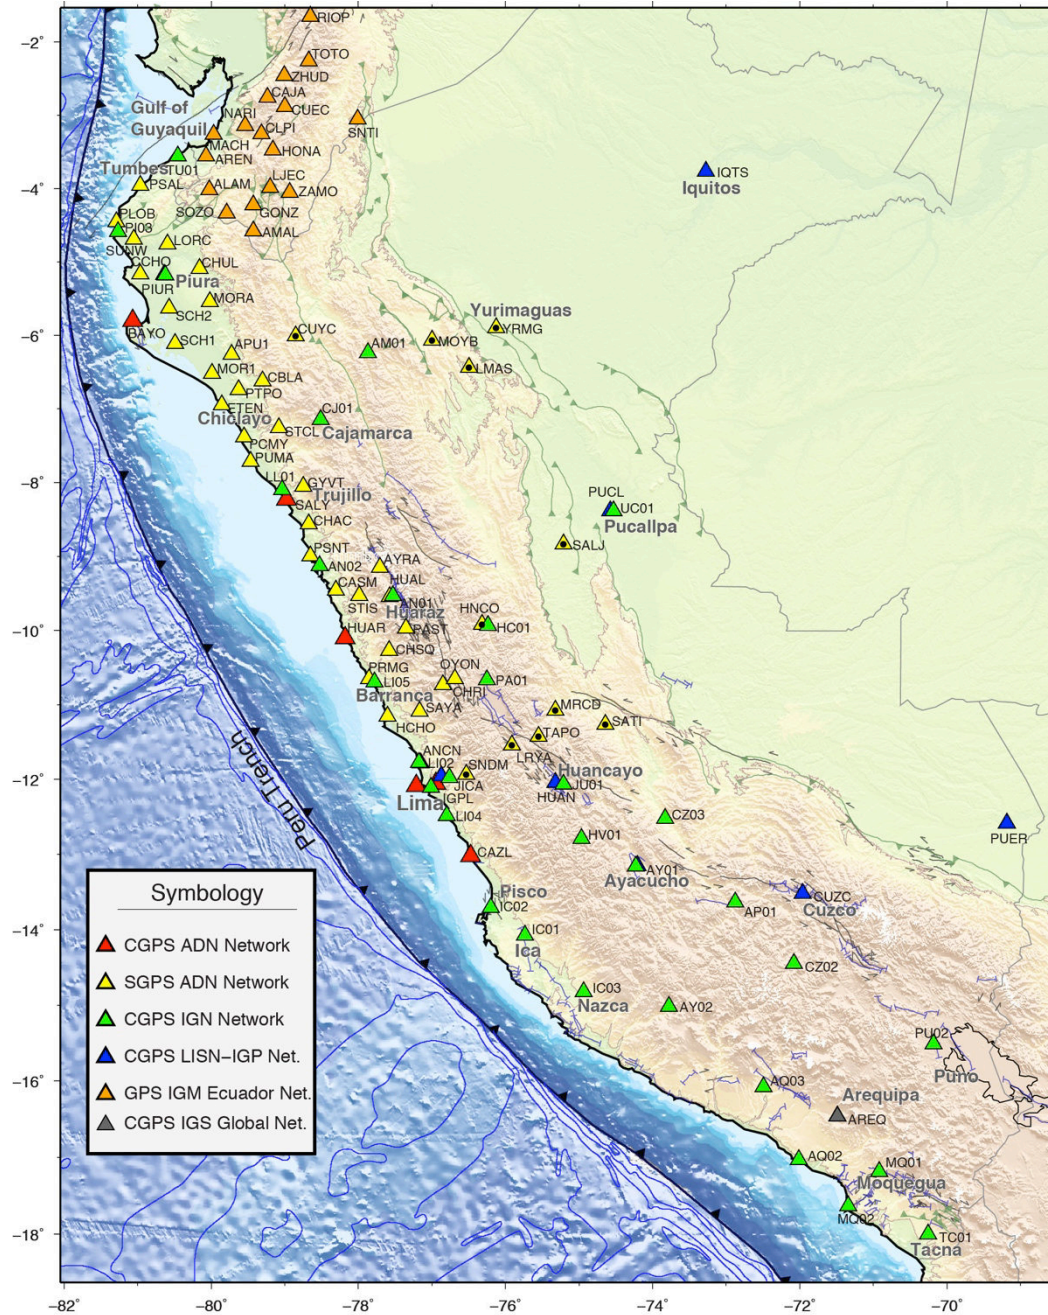 RIOP
−2°
TOTO
ZHUD
CAJA
CUEC
Gulf of
Guyaquil
NARI
CLPI
SNTI
MACH
HONA
AREN
Tumbes
TU01
IQTS
Iquitos
−4°
PSAL
ALAM
LJEC
ZAMO
SOZO
GONZ
PLOB
PI03
AMAL
SUNW
LORC
CCHO
CHUL
PIUR
Piura
MORA
SCH2
Yurimaguas
YRMG
BAYO
−6°
CUYC
MOYB
SCH1
APU1
AM01
LMAS
MOR1
CBLA
PTPO
ETEN
Chiclayo
CJ01
Cajamarca
STCL
PCMY
PUMA
−8°
LL01
GYVT
Trujillo
SALY
PUCL
UC01
Pucallpa
CHAC
SALJ
PSNT
AN02
AYRA
HUAL
CASM
STIS
AN01
Huaraz
−10°
HUAR
PAST
HNCO
HC01
CHSQ
PRMG
OYON
LI05
PA01
Barranca
CHRI
SAYA
MRCD
HCHO
SATI
TAPO
ANCN
LRYA
−12°
LI02
SNDM
Huancayo
JICA
JU01
HUAN
IGPL
Lima
LI04
CZ03
Peru Trench
HV01
PUER
CAZL
AY01
Ayacucho
Pisco
IC02
CUZC
Cuzco
AP01
−14°
IC01
Ica
CZ02
IC03
Nazca
AY02
PU02
Puno
−16°
AQ03
Arequipa
AREQ
AQ02
MQ01
Moquegua
MQ02
−18°
TC01
Tacna
Symbology
CGPS ADN Network
SGPS ADN Network
CGPS IGN Network
CGPS LISN−IGP Net.
GPS IGM Ecuador Net.
CGPS IGS Global Net.
−82°
−80°
−78°
−76°
−74°
−72°
−70°